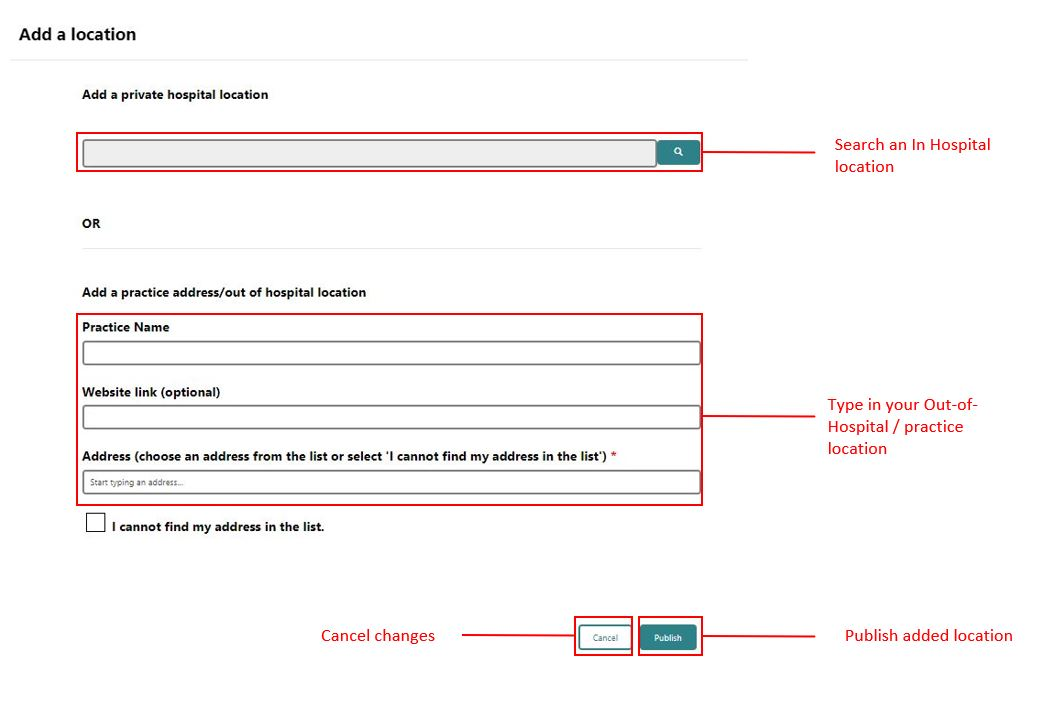 Add a location
Add a private hospital location
Search an In Hospital
location
OR
Add a practice address/out of hospital location
Practice Name
Website link (optional)
Type in your Out-of-
Hospital / practice
location
Address (choose an address from the list or select 'I cannot find my address in the list') *
Start typing an address...
I cannot find my address in the list.
Cancel changes
Cancel
Publish
Publish added location